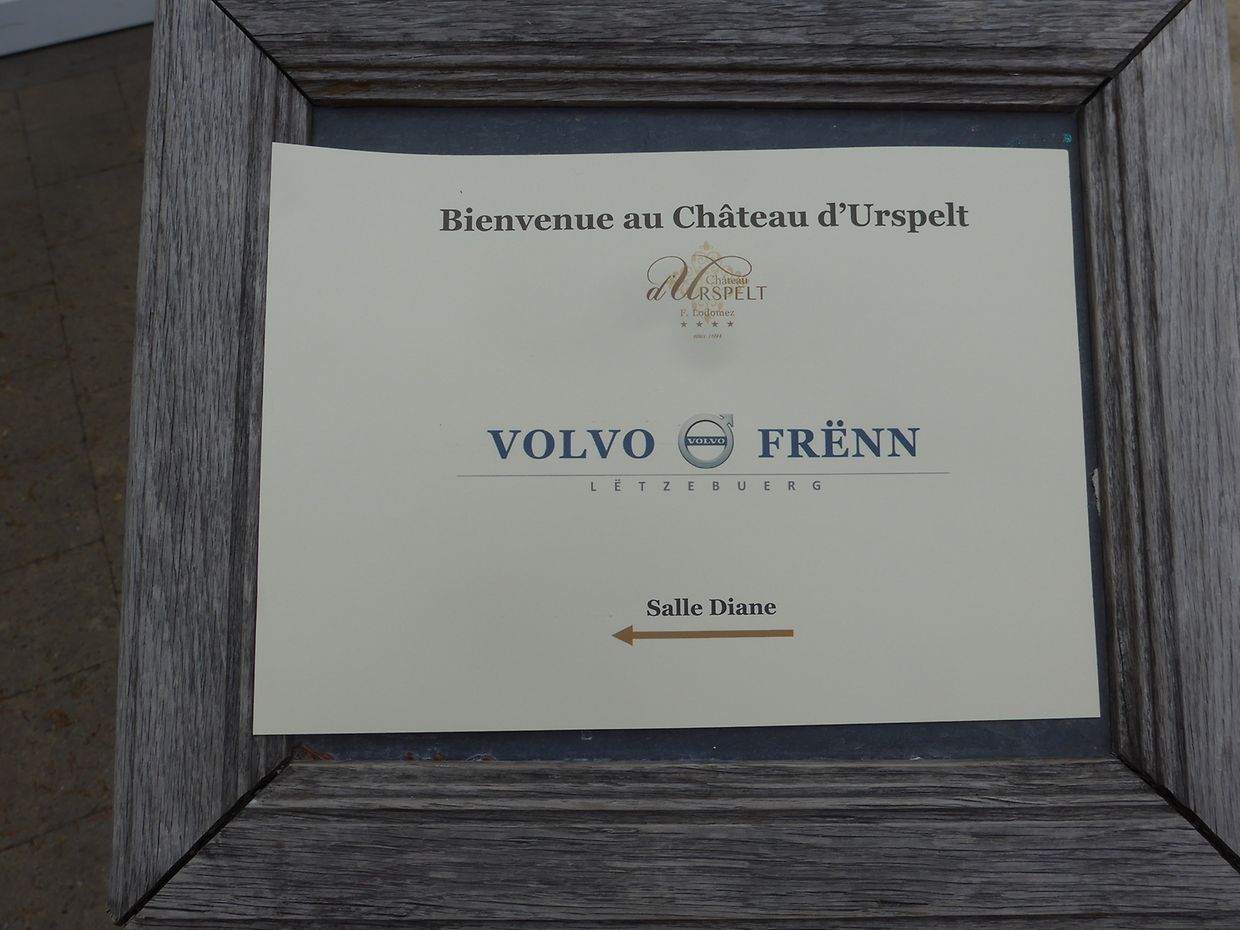 Bienvenue au Château d'Urspelt
Château
d'URSPELT
F. Lodomez
VOLVO VOLVO FRËNN
LËTZEBUERG
Salle Diane